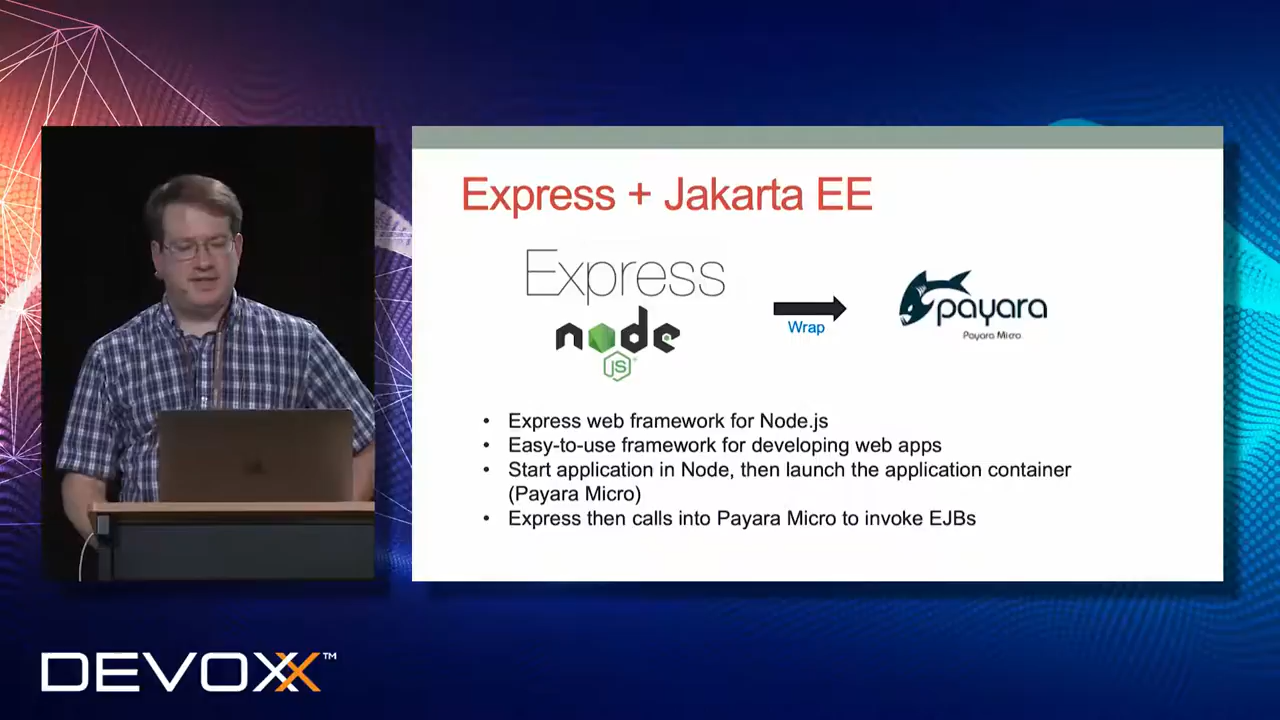 Express + Jakarta EE
Express
node
JS
Wrap
payara
Payara Micro
• Express web framework for Node.js
• Easy-to-use framework for developing web apps
• Start application in Node, then launch the application container
(Payara Micro)
• Express then calls into Payara Micro to invoke EJBs
DEVOXX™